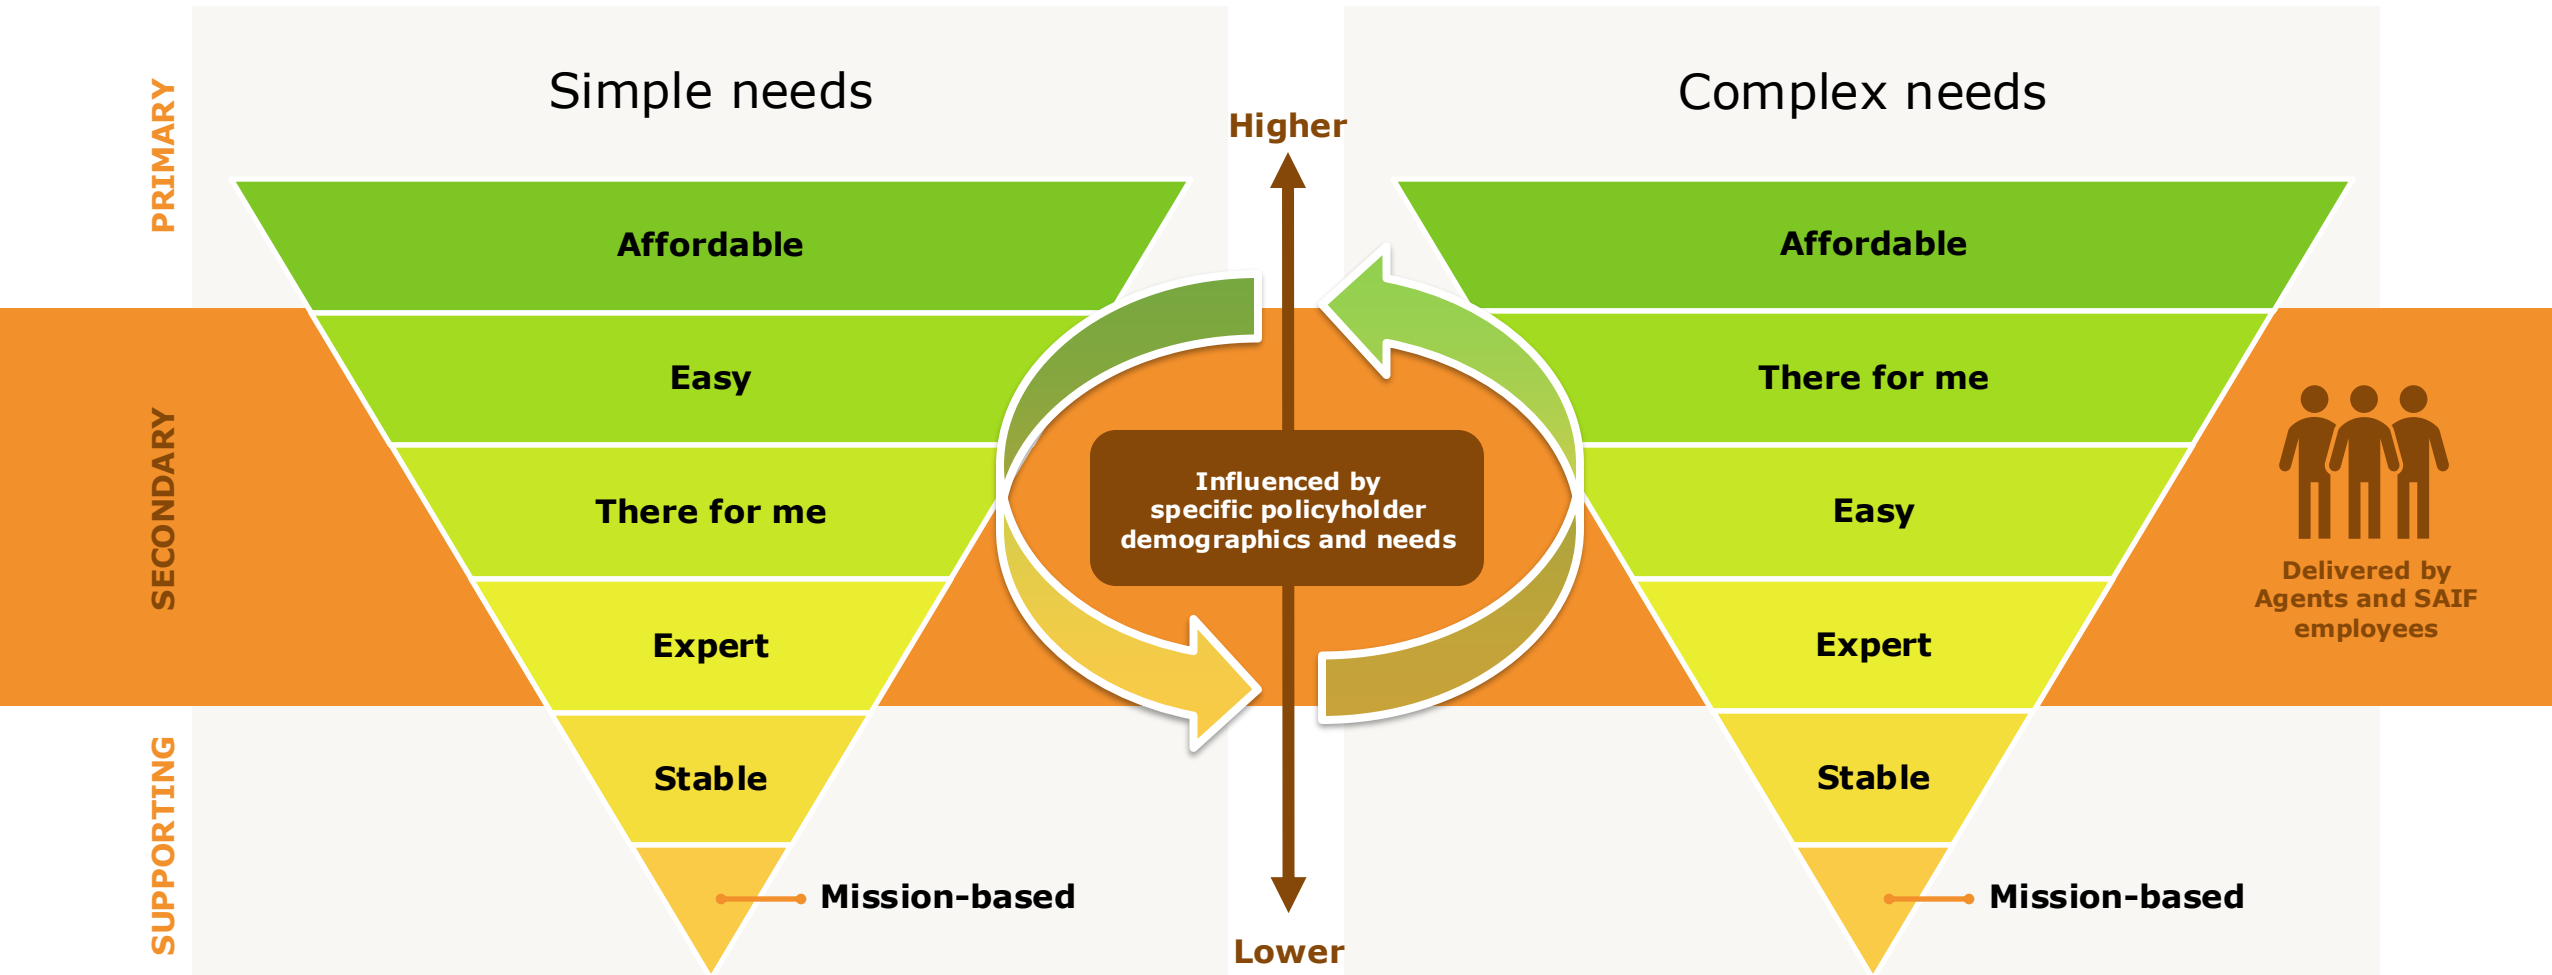 Simple needs
Complex needs
PRIMARY
Higher
Affordable
Affordable
Easy
There for me
SECONDARY
Influenced by
specific policyholder
demographics and needs
There for me
Easy
Delivered by
Agents and SAIF
employees
Expert
Expert
SUPPORTING
Stable
Stable
Mission-based
Mission-based
Lower